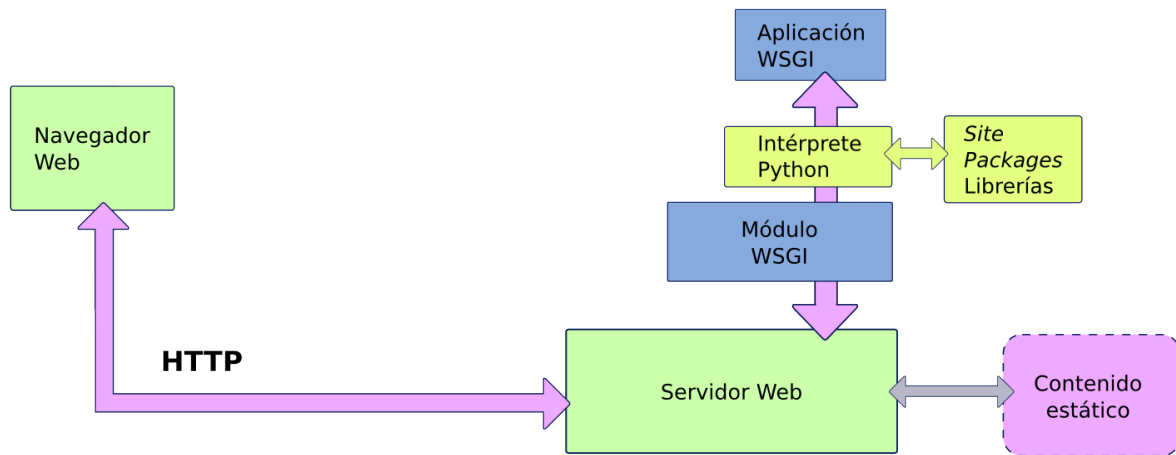 Aplicación
WSGI
Navegador
Web
Intérprete
Python
Site
Packages
Librerías
Módulo
WSGI
HTTP
Servidor Web
Contenido
estático